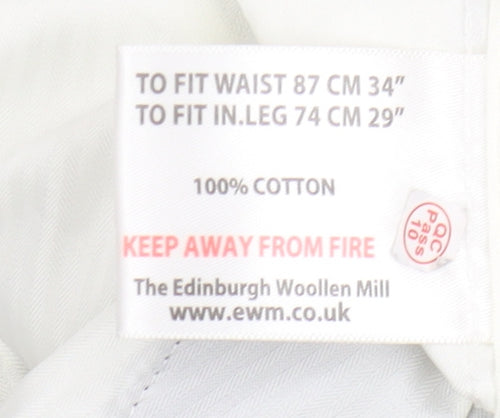 TO FIT WAIST 87 CM 34”
TO FIT IN.LEG 74 CM 29”
100% COTTON
KEEP AWAY FROM FIRE
The Edinburgh Woollen Mill
www.ewm.co.uk
QC
Pass
10